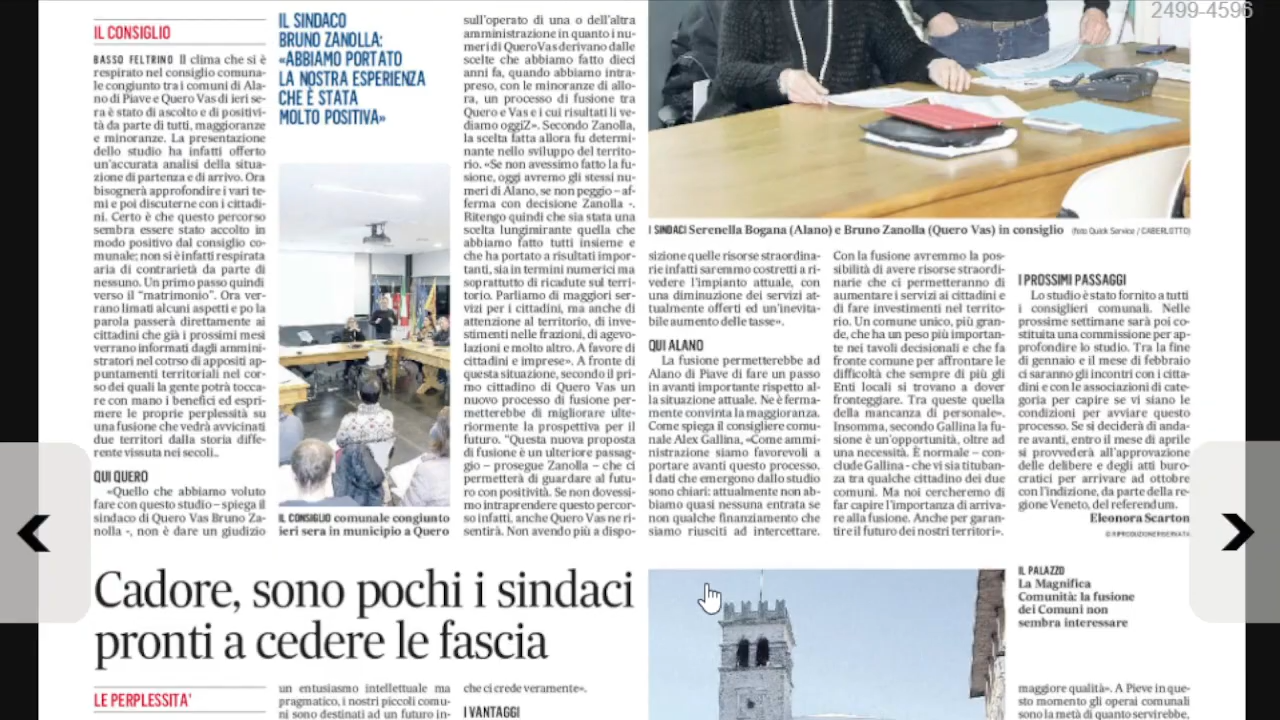 2499-4596
IL CONSIGLIO
BASSO FELTRINO Il clima che si è
respirato nel consiglio comuna-
le congiunto tra i comuni di Ala-
no di Piave e Quero Vas di ieri se-
ra è stato di ascolto e di positivi-
tà da parte di tutti, maggioranze
e minoranze. La presentazione
dello studio ha infatti offerto
un'accurata analisi della situa-
zione di partenza e di arrivo. Ora
bisognerà approfondire i vari te-
mi e poi discuterne con i cittadi-
ni. Certo è che questo percorso
sembra essere stato accolto in
modo positivo dal consiglio co-
munale; non si è infatti respirata
aria di contrarietà da parte di
nessuno. Un primo passo quindi
verso il "matrimonio". Ora ver-
ranno limati alcuni aspetti e po la
parola passerà direttamente ai
cittadini che già i prossimi mesi
verranno informati dagli ammini-
stratori nel cotrso di appositi ap-
puntamenti territoriali nel cor-
so dei quali la gente potrà tocca-
re con mano i benefici ed espri-
mere le proprie perplessità su
una fusione che vedrà avvicinati
due territori dalla storia diffe-
rente vissuta nei secoli..
QUI QUERO
«Quello che abbiamo voluto
fare con questo studio – spiega il
sindaco di Quero Vas Bruno Za-
nolla -, non è dare un giudizio
IL SINDACO
BRUNO ZANOLLA:
«ABBIAMO PORTATO
LA NOSTRA ESPERIENZA
CHE È STATA
MOLTO POSITIVA»
IL CONSIGLIO comunale congiunto
ieri sera in municipio a Quero
sull'operato di una o dell'altra
amministrazione in quanto i nu-
meri di QueroVas derivano dalle
scelte che abbiamo fatto dieci
anni fa, quando abbiamo intra-
preso, con le minoranze di allo-
ra, un processo di fusione tra
Quero e Vas e i cui risultati li ve-
diamo oggiZ». Secondo Zanolla,
la scelta fatta allora fu determi-
nante nello sviluppo del territo-
rio. «Se non avessimo fatto la fu-
sione, oggi avremo gli stessi nu-
meri di Alano, se non peggio – af-
ferma con decisione Zanolla -.
Ritengo quindi che sia stata una
scelta lungimirante quella che
abbiamo fatto tutti insieme e
che ha portato a risultati impor-
tanti, sia in termini numerici ma
soprattutto di ricadute sul terri-
torio. Parliamo di maggiori ser-
vizi per i cittadini, ma anche di
attenzione al territorio, di inve-
stimenti nelle frazioni, di agevo-
lazioni e molto altro. A favore di
cittadini e imprese». A fronte di
questa situazione, secondo il pri-
mo cittadino di Quero Vas un
nuovo processo di fusione per-
metterebbe di migliorare ulte-
riormente la prospettiva per il
futuro. "Questa nuova proposta
di fusione è un ulteriore passag-
gio – prosegue Zanolla – che ci
permetterà di guardare al futu-
ro con positività. Se non dovessi-
mo intraprendere questo percor-
so infatti, anche Quero Vas ne ri-
sentirà. Non avendo più a dispo-
I SINDACI Serenella Bogana (Alano) e Bruno Zanolla (Quero Vas) in consiglio (foto Quick Service / CABERLOTTO)
sizione quelle risorse straordina-
rie infatti saremmo costretti a ri-
vedere l'impianto attuale, con
una diminuzione dei servizi at-
tualmente offerti ed un'inevita-
bile aumento delle tasse».
QUI ALANO
La fusione permetterebbe ad
Alano di Piave di fare un passo
in avanti importante rispetto al-
la situazione attuale. Ne è ferma-
mente convinta la maggioranza.
Come spiega il consigliere comu-
nale Alex Gallina, «Come ammi-
nistrazione siamo favorevoli a
portare avanti questo processo.
I dati che emergono dallo studio
sono chiari: attualmente non ab-
biamo quasi nessuna entrata se
non qualche finanziamento che
siamo riusciti ad intercettare.
Con la fusione avremmo la pos-
sibilità di avere risorse straordi-
narie che ci permetteranno di
aumentare i servizi ai cittadini e
di fare investimenti nel territo-
rio. Un comune unico, più gran-
de, che ha un peso più importan-
te nei tavoli decisionali e che fa
fronte comune per affrontare le
difficoltà che sempre di più gli
Enti locali si trovano a dover
fronteggiare. Tra queste quella
della mancanza di personale».
Insomma, secondo Gallina la fu-
sione è un'opportunità, oltre ad
una necessità. È normale – con-
clude Gallina - che vi sia tituban-
za tra qualche cittadino dei due
comuni. Ma noi cercheremo di
far capire l'importanza di arriva-
re alla fusione. Anche per garan-
tire il futuro dei nostri territori».
I PROSSIMI PASSAGGI
Lo studio è stato fornito a tutti
i consiglieri comunali. Nelle
prossime settimane sarà poi co-
stituita una commissione per ap-
profondire lo studio. Tra la fine
di gennaio e il mese di febbraio
ci saranno gli incontri con i citta-
dini e con le associazioni di cate-
goria per capire se vi siano le
condizioni per avviare questo
processo. Se si deciderà di anda-
re avanti, entro il mese di aprile
si provvederà all'approvazione
delle delibere e degli atti buro-
cratici per arrivare ad ottobre
con l'indizione, da parte della re-
gione Veneto, del referendum.
Eleonora Scarton
© RIPRODUZIONE RISERVATA
Cadore, sono pochi i sindaci
pronti a cedere le fascia
LE PERPLESSITA'
un entusiasmo intellettuale ma
pragmatico, i nostri piccoli comu-
ni sono destinati ad un futuro in-
che ci crede veramente».
I VANTAGGI
IL PALAZZO
La Magnifica
Comunità: la fusione
dei Comuni non
sembra interessare
maggiore qualità». A Pieve in que-
sto momento gli operai comunali
sono la metà di quanto servirebbe,